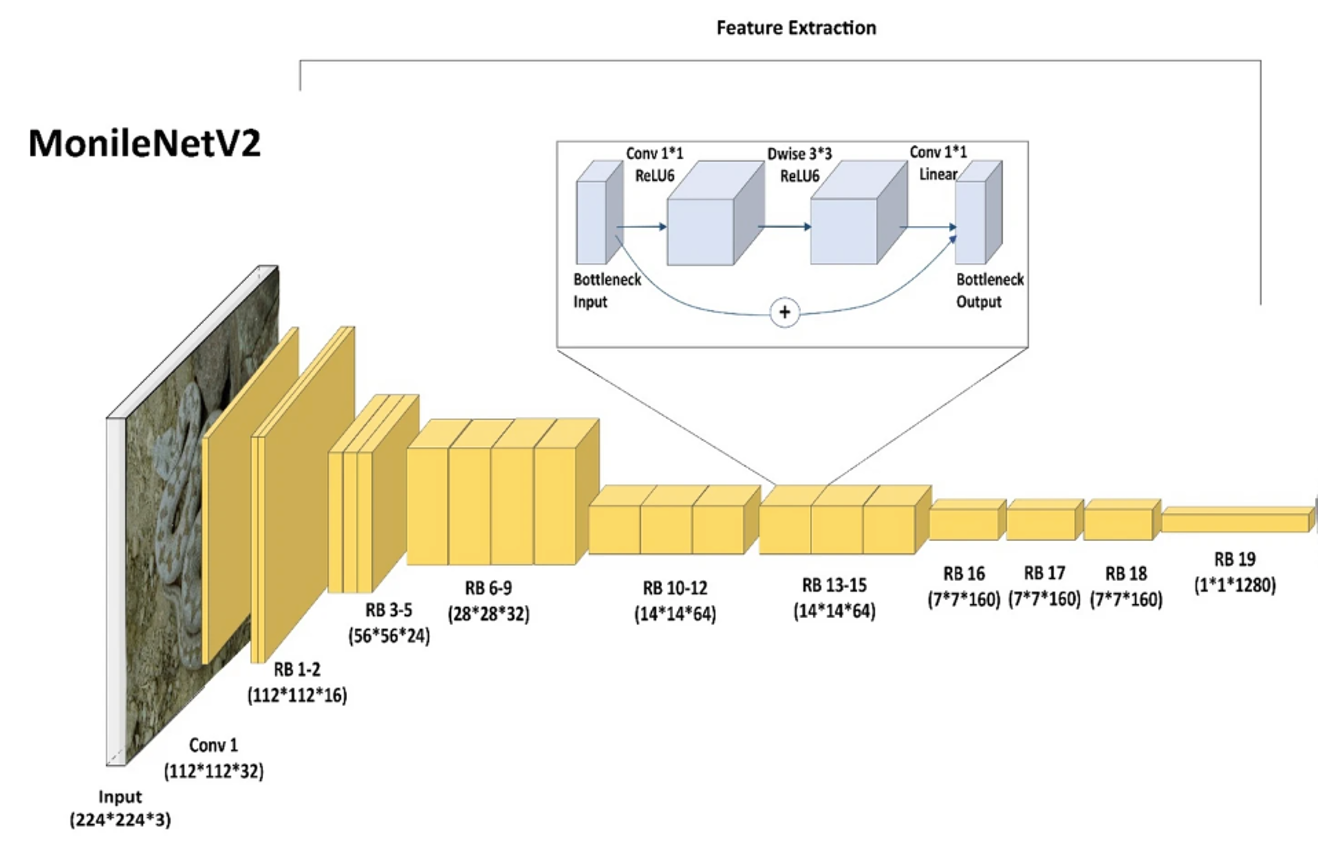 Feature Extraction
MonileNetV2
Conv 1*1
ReLU6
Dwise 3*3
ReLU6
Conv 1*1
Linear
Bottleneck
Input
+
Bottleneck
Output
Input
(224*224*3)
Conv 1
(112*112*32)
RB 1-2
(112*112*16)
RB 3-5
(56*56*24)
RB 6-9
(28*28*32)
RB 10-12
(14*14*64)
RB 13-15
(14*14*64)
RB 16
(7*7*160)
RB 17
(7*7*160)
RB 18
(7*7*160)
RB 19
(1*1*1280)